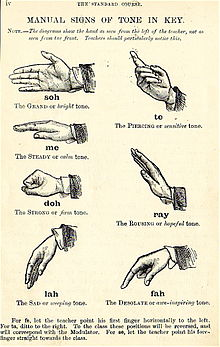 iv THE STANDARD COURSE.
MANUAL SIGNS OF TONE IN KEY.
NOTE.—The diagrams show the hand as seen from the left of the teacher, not as
seen from the front. Teachers should particularly notice this.
soh
The GRAND or bright tone.
te
The PIERCING or sensitive tone.
me
The STEADY or calm tone.
doh
The STRONG or firm tone.
ray
The ROUSING or hopeful tone.
lah
The SAD or weeping tone.
fah
The DESOLATE or awe-inspiring tone.
For fe, let the teacher point his first finger horizontally to the left.
For ta, ditto to the right. To the class these positions will be reversed, and
will correspond with the Modulator. For se, let the teacher point his fore-
finger straight towards the class.